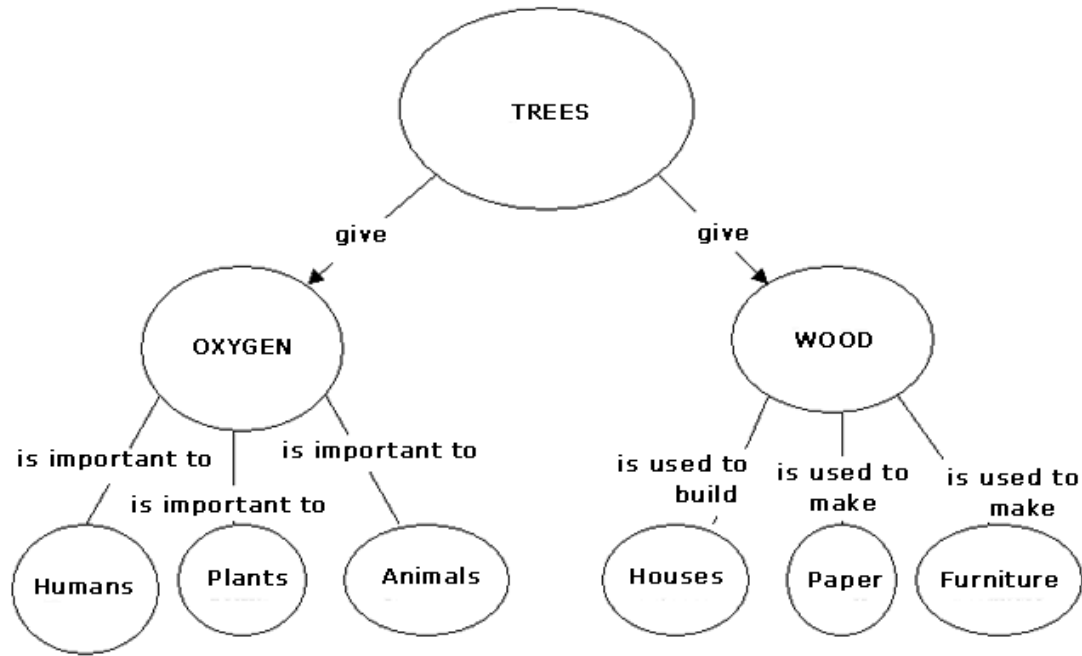 TREES
give
give
OXYGEN
WOOD
is important to
is important to
is important to
is used to
build
is used to
make
is used to
make
Humans
Plants
Animals
Houses
Paper
Furniture